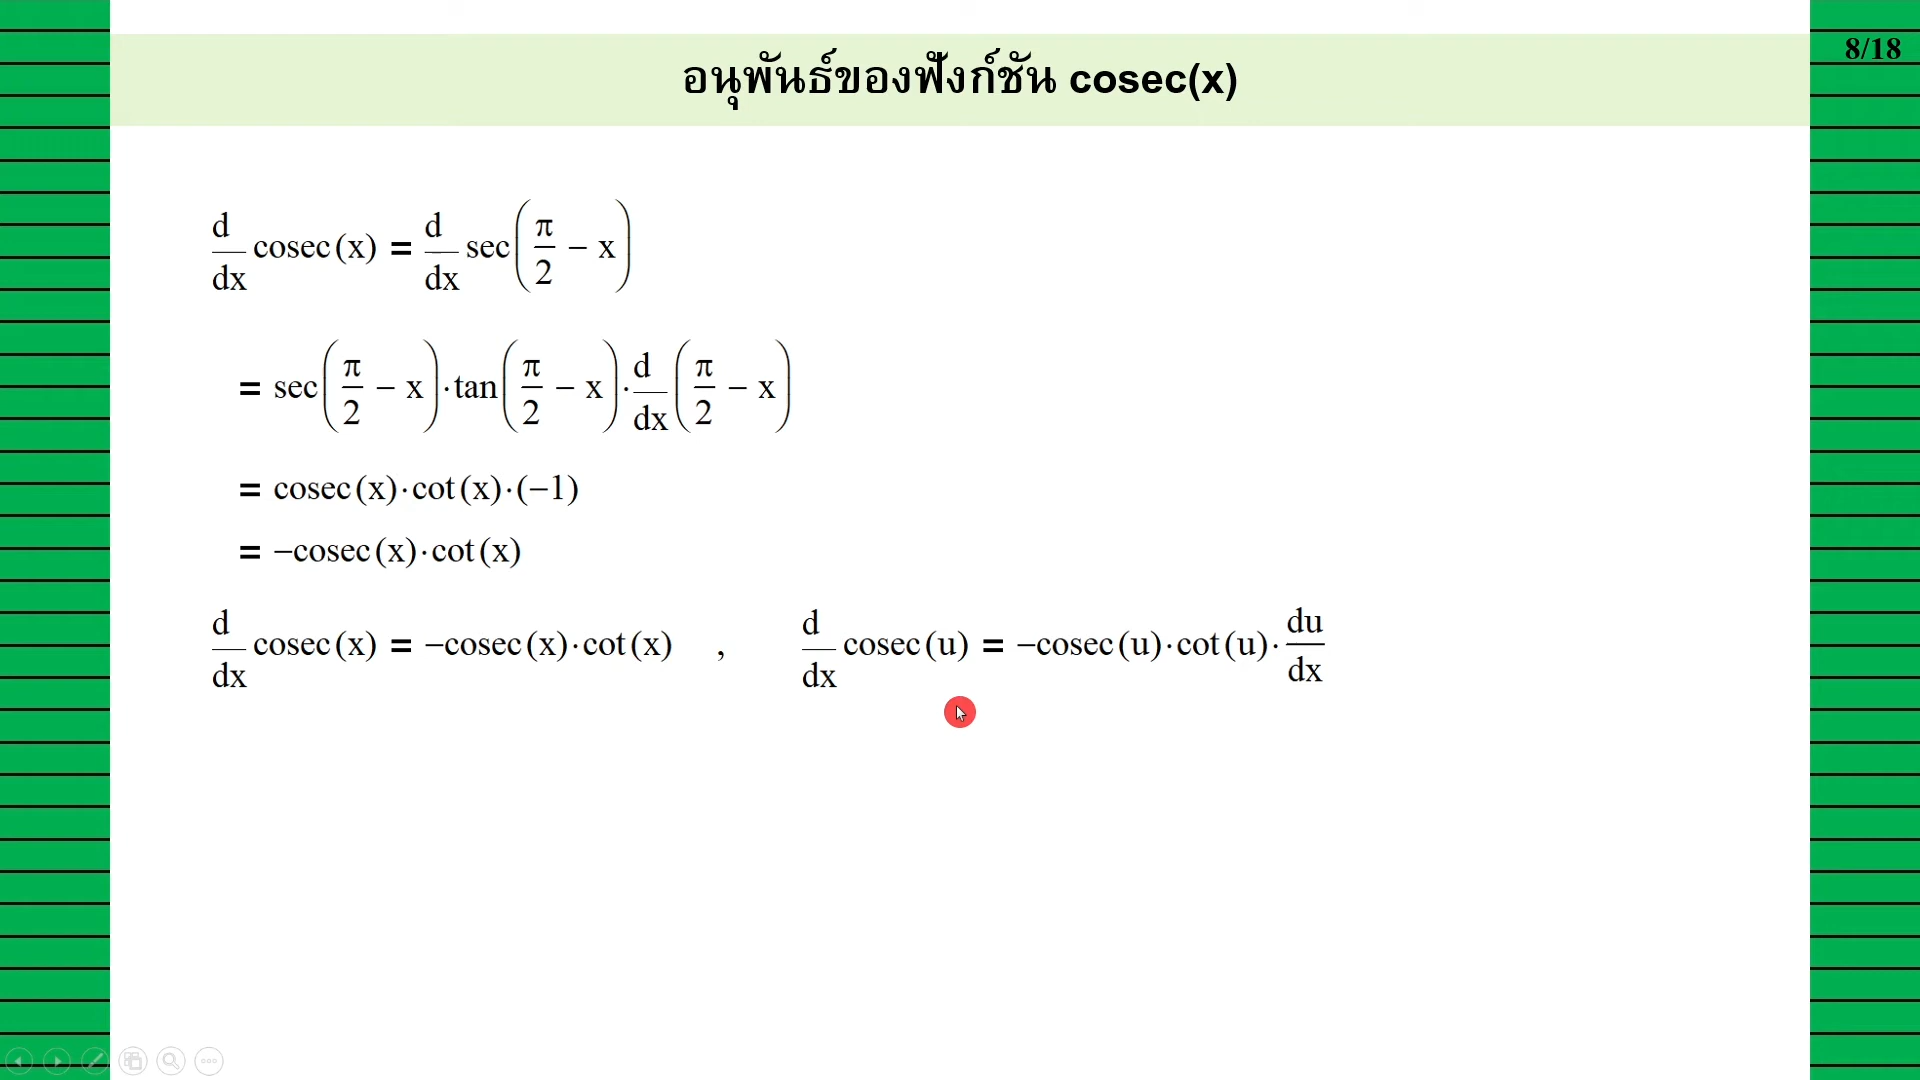 อนุพันธ์ของฟังก์ชัน cosec(x)
8/18
d/dx cosec(x) = d/dx sec(π/2 − x)
= sec(π/2 − x)·tan(π/2 − x)·d/dx(π/2 − x)
= cosec(x)·cot(x)·(−1)
= −cosec(x)·cot(x)
d/dx cosec(x) = −cosec(x)·cot(x) , d/dx cosec(u) = −cosec(u)·cot(u)·du/dx